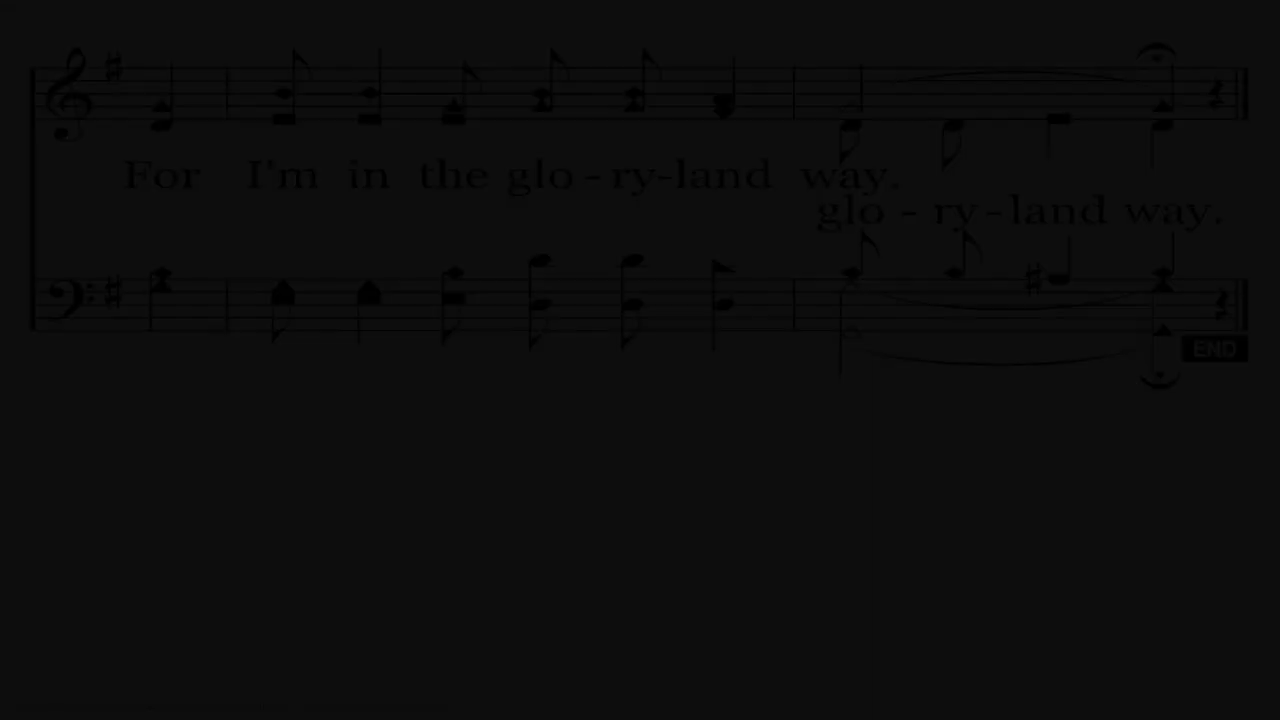 For I'm in the glo - ry - land way.
glo - ry - land way.
END